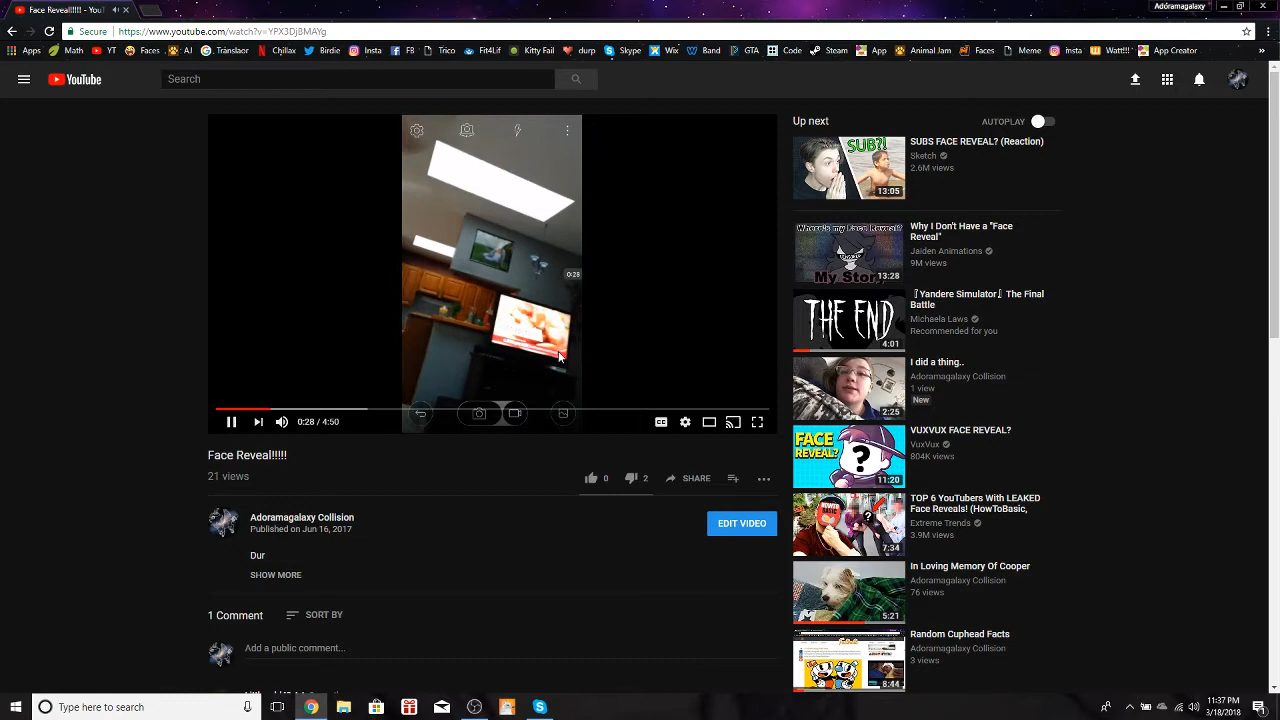 Face Reveal!!!!! - You
Adoramagalaxy
Secure
https://www.youtube.com/watch?v=YPX3DjBMAYg
Apps Math Faces AJ Translaor Chillax Birdie Insta FB Trico Fit4Lif Kitty Fail durp Skype Wix Band GTA Code Steam App Animal Jam Faces Meme insta Watt!!! App Creator
YouTube
Search
Up next
AUTOPLAY
SUB?!
13:05
SUBS FACE REVEAL? (Reaction)
Sketch
2.6M views
Where's my Face Reveal?
My Story
13:28
Why I Don't Have a "Face
Reveal"
Jaiden Animations
9M views
THE END
4:01
Yandere Simulator The Final
Battle
Michaela Laws
Recommended for you
2:25
I did a thing..
Adoramagalaxy Collision
1 view
New
FACE
REVEAL?
?
11:20
VUXVUX FACE REVEAL?
VuxVux
804K views
?
7:34
TOP 6 YouTubers With LEAKED
Face Reveals! (HowToBasic,
Extreme Trends
3.9M views
5:21
In Loving Memory Of Cooper
Adoramagalaxy Collision
76 views
8:44
Random Cuphead Facts
Adoramagalaxy Collision
3 views
0:28
0:28 / 4:50
Face Reveal!!!!!
21 views
0
2
SHARE
Adoramagalaxy Collision
Published on Jun 16, 2017
EDIT VIDEO
Dur
SHOW MORE
1 Comment
SORT BY
Add a public comment...
Type here to search
11:37 PM
3/18/2018